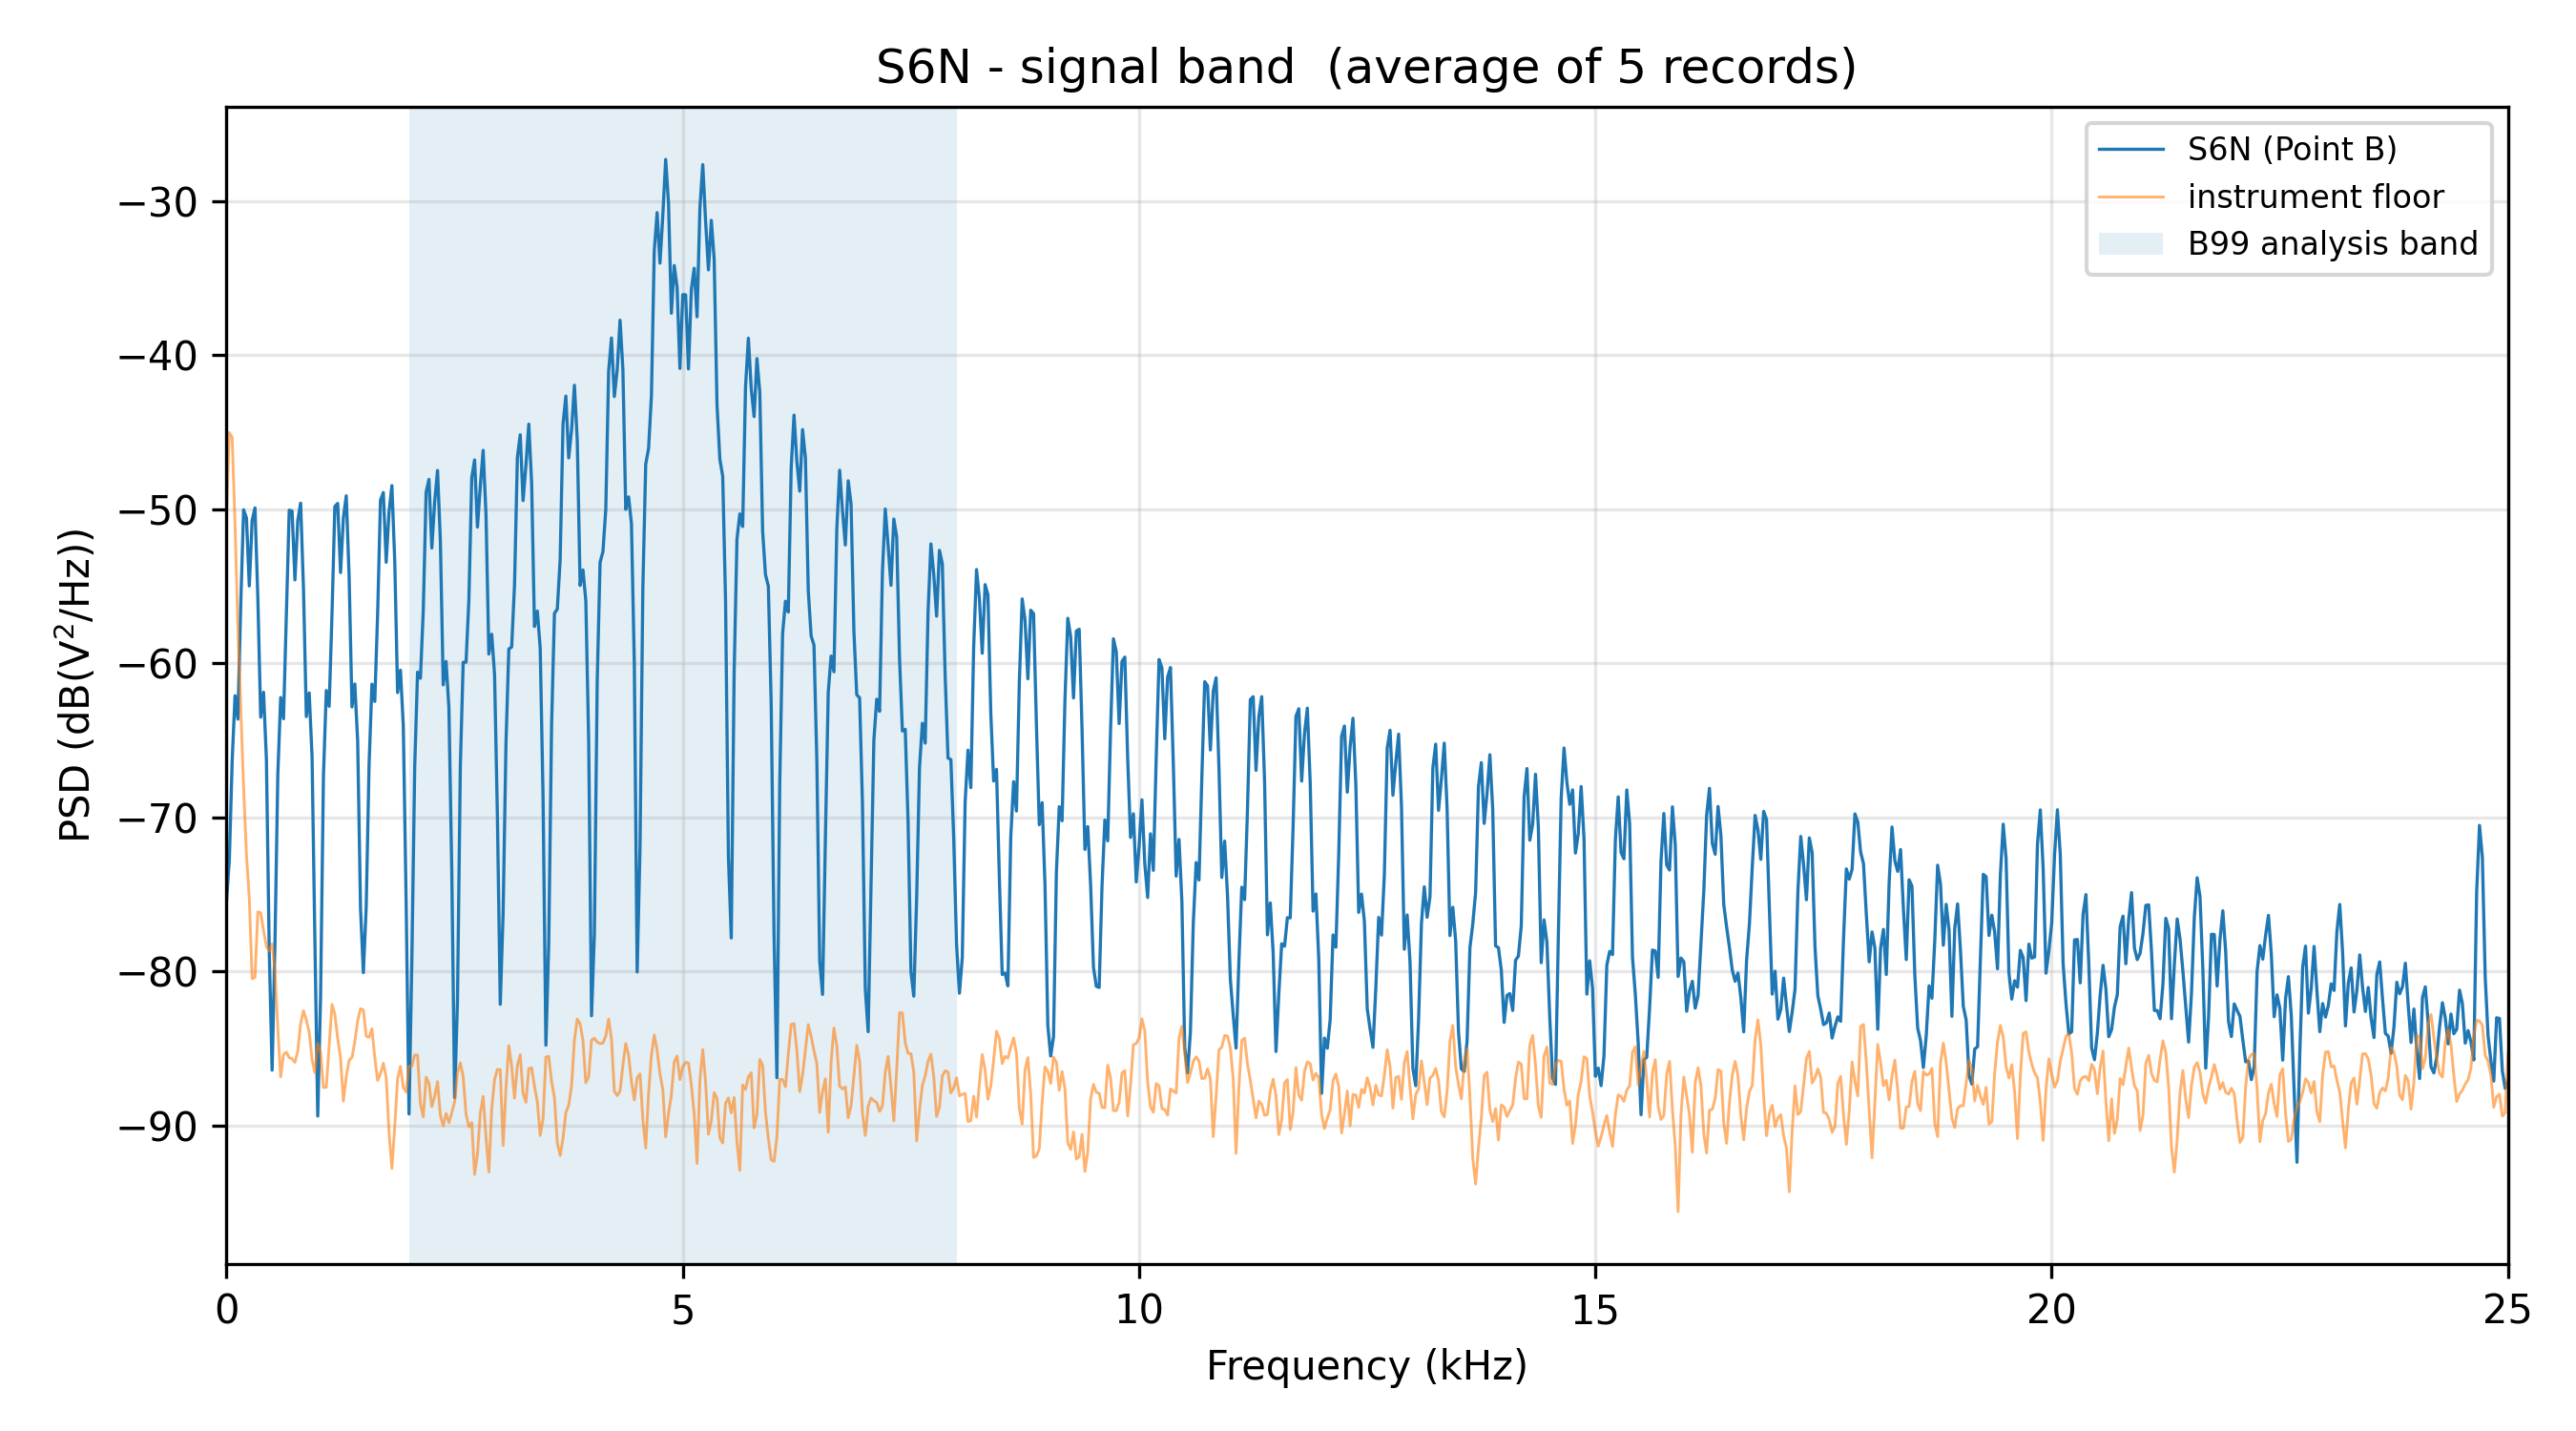 S6N - signal band  (average of 5 records)
S6N (Point B)
instrument floor
B99 analysis band
PSD (dB(V²/Hz))
−30
−40
−50
−60
−70
−80
−90
0 5 10 15 20 25
Frequency (kHz)